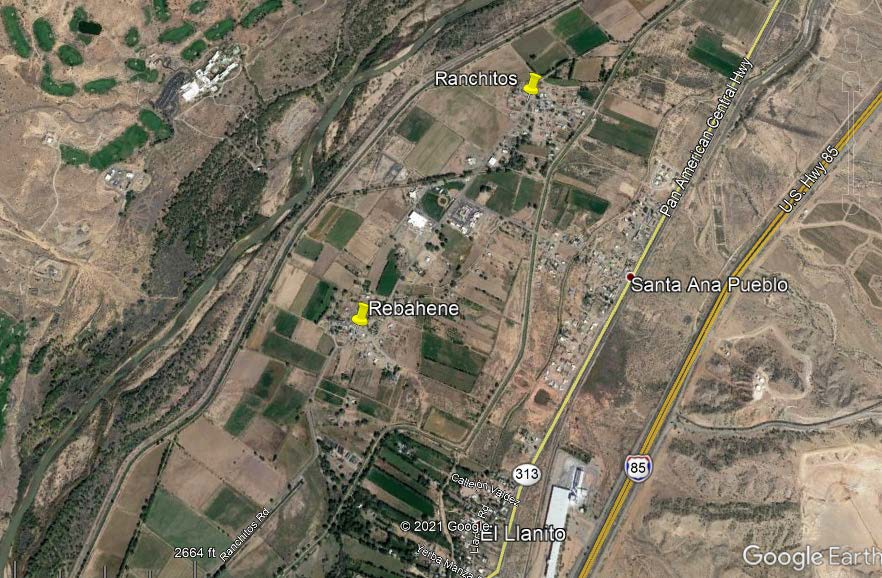 Ranchitos
Pan American Central Hwy
U.S. Hwy 85
Santa Ana Pueblo
Rebahene
85
313
Callejon Valdez
© 2021 Google
El Llanito
Ranchitos Rd
2664 ft
Google Earth